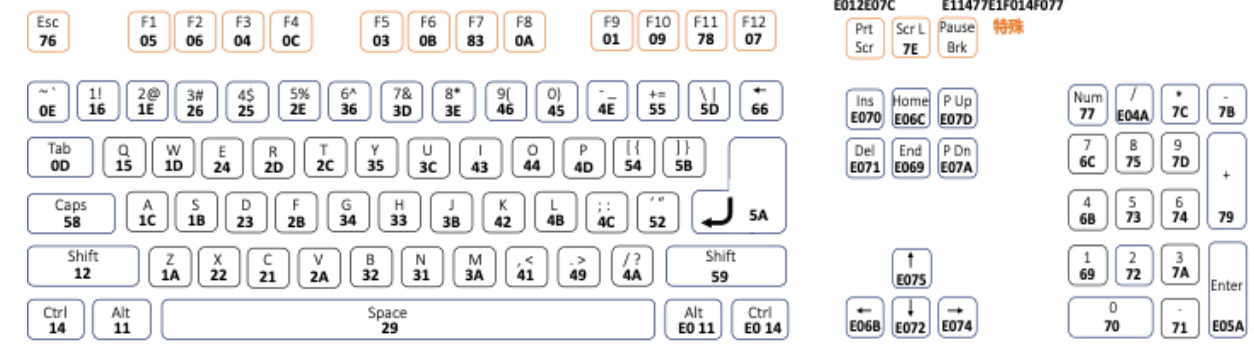 E012E07C E11477E1F014F077
Esc F1 F2 F3 F4 F5 F6 F7 F8 F9 F10 F11 F12 Prt Scr L Pause 特殊
76 05 06 04 0C 03 0B 83 0A 01 09 78 07 Scr 7E Brk
~ ` 1! 2@ 3# 4$ 5% 6^ 7& 8* 9( 0) - _ += \ | ← Ins Home P Up Num / * -
0E 16 1E 26 25 2E 36 3D 3E 46 45 4E 55 5D 66 E070 E06C E07D 77 E04A 7C 7B
Tab Q W E R T Y U I O P [ { ] } Del End P Dn 7 8 9
0D 15 1D 24 2D 2C 35 3C 43 44 4D 54 5B E071 E069 E07A 6C 75 7D
+
Caps A S D F G H J K L ; : ' " 4 5 6
58 1C 1B 23 2B 34 33 3B 42 4B 4C 52 5A 6B 73 74 79
Shift Z X C V B N M , < . > / ? Shift ↑ 1 2 3
12 1A 22 21 2A 32 31 3A 41 49 4A 59 E075 69 72 7A
Enter
Ctrl Alt Space Alt Ctrl ← ↓ → 0 .
14 11 29 E0 11 E0 14 E06B E072 E074 70 71 E05A